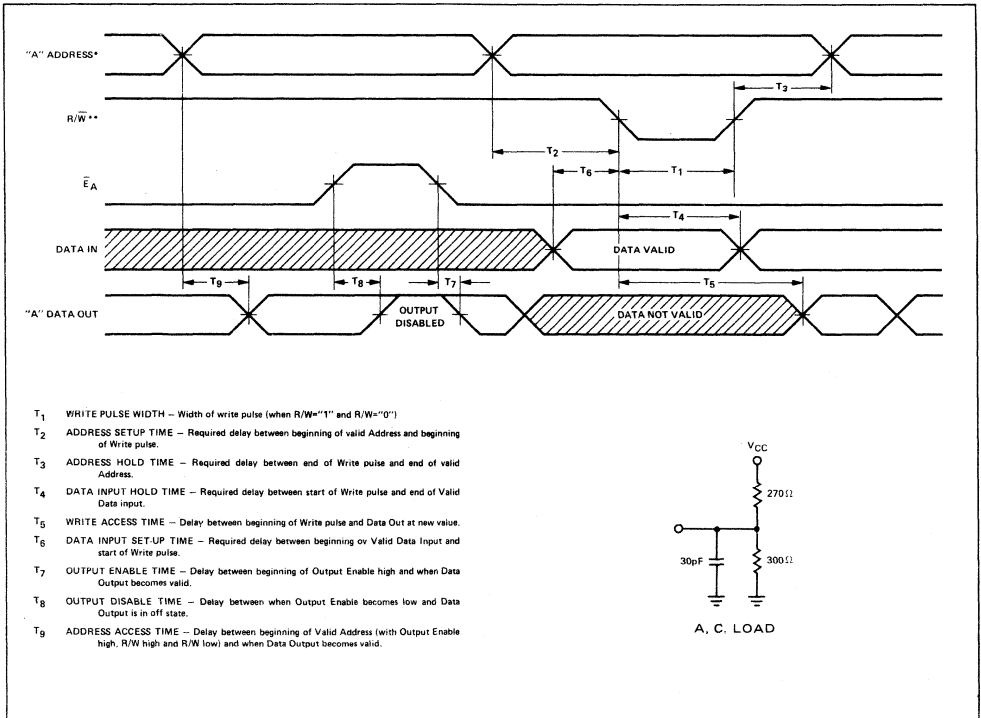 "A" ADDRESS*
T3
R/W̅**
T2
T6
T1
E̅A
T4
DATA IN
DATA VALID
T9
T8
T7
T5
"A" DATA OUT
OUTPUT
DISABLED
DATA NOT VALID
T1 WRITE PULSE WIDTH – Width of write pulse (when R/W="1" and R/W="0")
T2 ADDRESS SETUP TIME – Required delay between beginning of valid Address and beginning
of Write pulse.
T3 ADDRESS HOLD TIME – Required delay between end of Write pulse and end of valid
Address.
T4 DATA INPUT HOLD TIME – Required delay between start of Write pulse and end of Valid
Data input.
T5 WRITE ACCESS TIME – Delay between beginning of Write pulse and Data Out at new value.
T6 DATA INPUT SET-UP TIME – Required delay between beginning ov Valid Data Input and
start of Write pulse.
T7 OUTPUT ENABLE TIME – Delay between beginning of Output Enable high and when Data
Output becomes valid.
T8 OUTPUT DISABLE TIME – Delay between when Output Enable becomes low and Data
Output is in off state.
T9 ADDRESS ACCESS TIME – Delay between beginning of Valid Address (with Output Enable
high, R/W high and R/W low) and when Data Output becomes valid.
VCC
270Ω
30pF
300Ω
A, C, LOAD